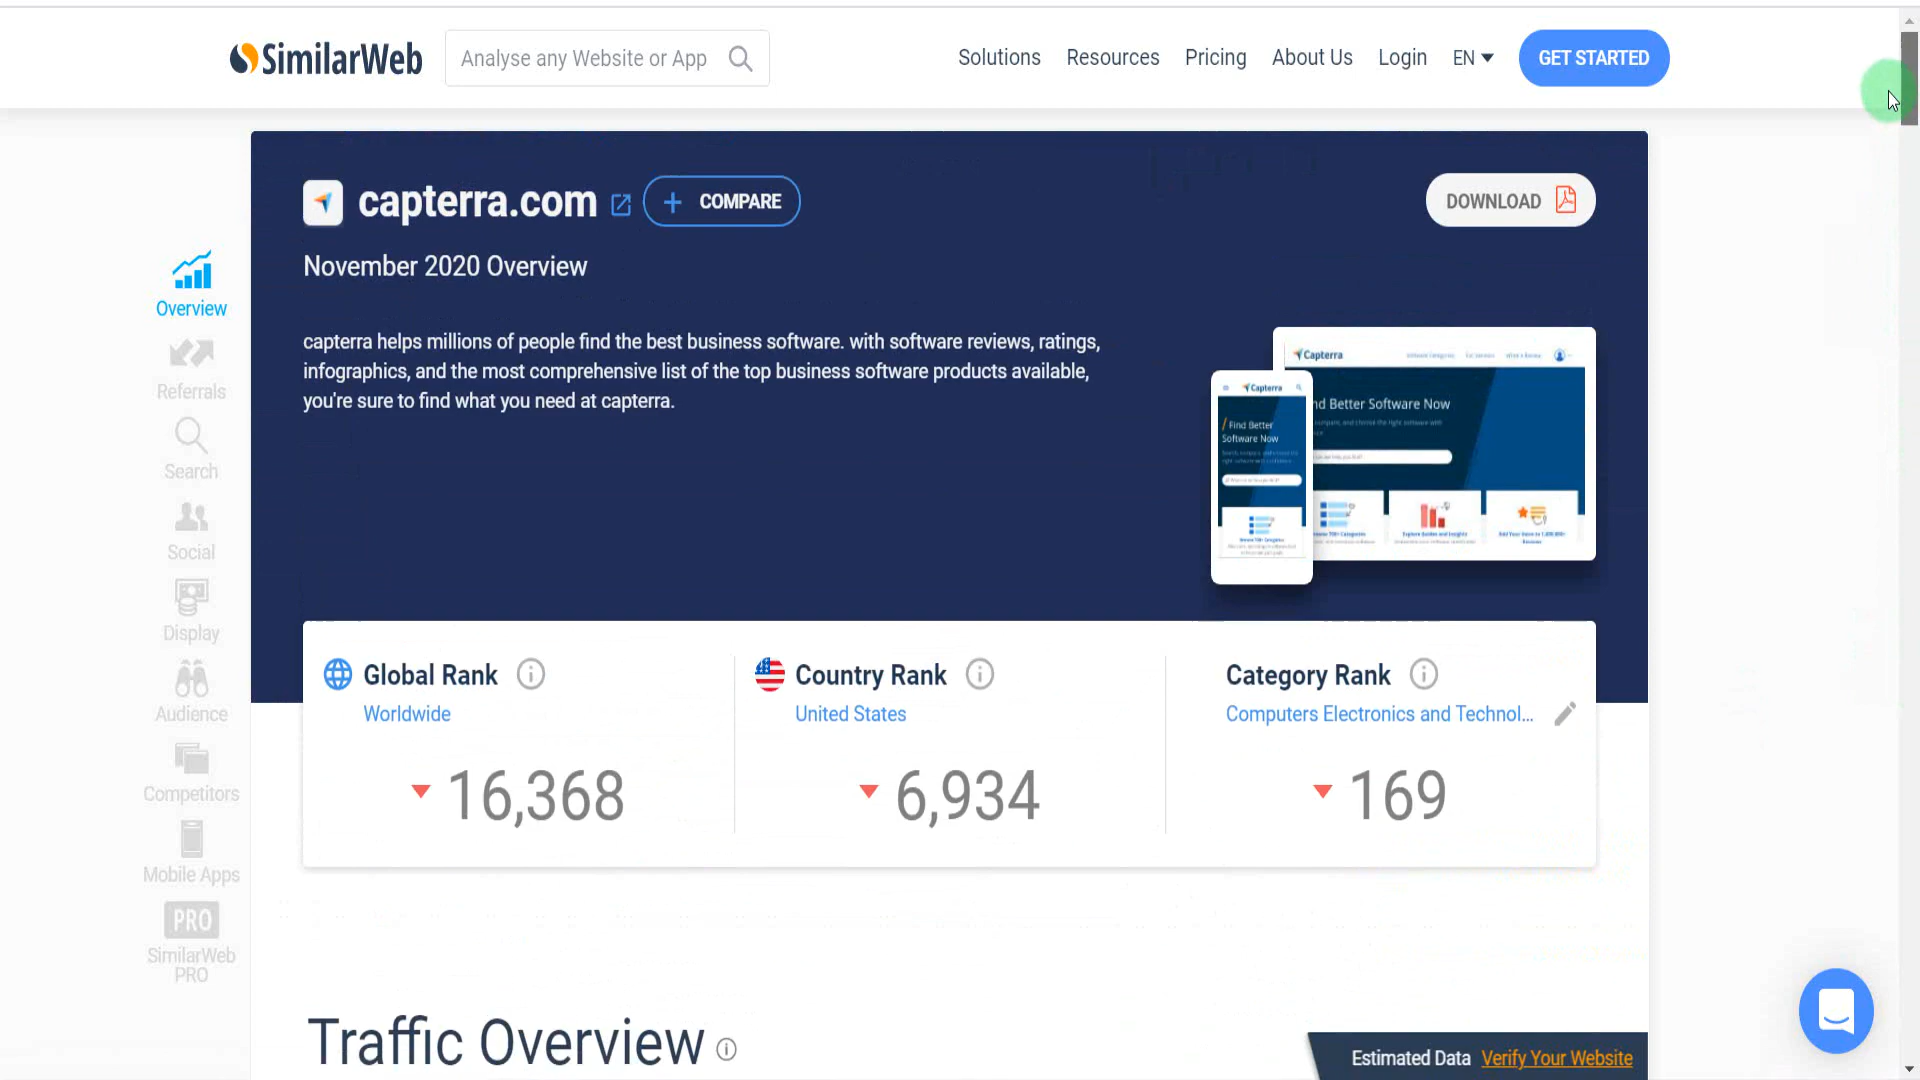 SimilarWeb
Analyse any Website or App
Solutions
Resources
Pricing
About Us
Login
EN
GET STARTED
capterra.com
+ COMPARE
DOWNLOAD
November 2020 Overview
capterra helps millions of people find the best business software. with software reviews, ratings,
infographics, and the most comprehensive list of the top business software products available,
you're sure to find what you need at capterra.
Overview
Referrals
Search
Social
Display
Audience
Competitors
Mobile Apps
PRO
SimilarWeb
PRO
Capterra
nd Better Software Now
Capterra
Find Better
Software Now
Global Rank
Worldwide
16,368
Country Rank
United States
6,934
Category Rank
Computers Electronics and Technol...
169
Traffic Overview
Estimated Data Verify Your Website